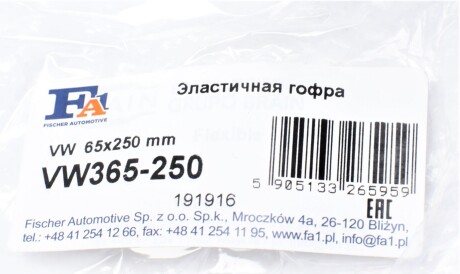 Эластичная гофра
FA1
FISCHER AUTOMOTIVE
VW 65x250 mm
VW365-250
5 905133 265959
191916
EAC
Fischer Automotive Sp. z o.o. Sp.k., Mroczków 4a, 26-120 Bliżyn,
tel.: +48 41 254 12 66, fax: +48 41 254 11 95, www.fa1.pl, info@fa1.pl